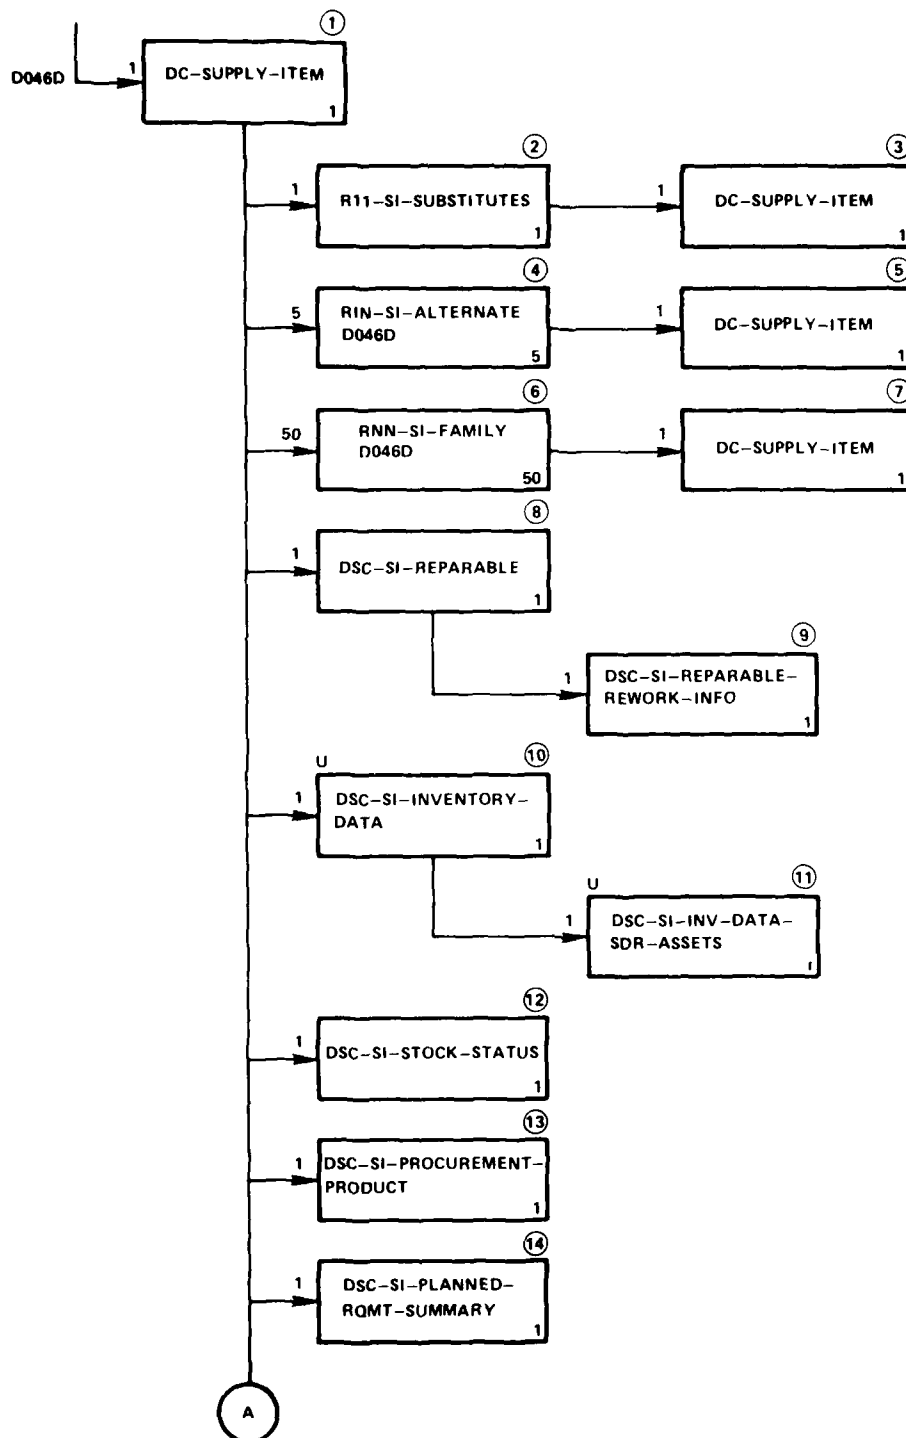 1
D046D
1
DC-SUPPLY-ITEM
1
2
1
R11-SI-SUBSTITUTES
1
3
1
DC-SUPPLY-ITEM
1
4
5
RIN-SI-ALTERNATE
D046D
5
5
1
DC-SUPPLY-ITEM
1
6
50
RNN-SI-FAMILY
D046D
50
7
1
DC-SUPPLY-ITEM
1
8
1
DSC-SI-REPARABLE
1
9
1
DSC-SI-REPARABLE-
REWORK-INFO
1
10
U
1
DSC-SI-INVENTORY-
DATA
1
11
U
1
DSC-SI-INV-DATA-
SDR-ASSETS
12
1
DSC-SI-STOCK-STATUS
1
13
1
DSC-SI-PROCUREMENT-
PRODUCT
1
14
1
DSC-SI-PLANNED-
RQMT-SUMMARY
1
A